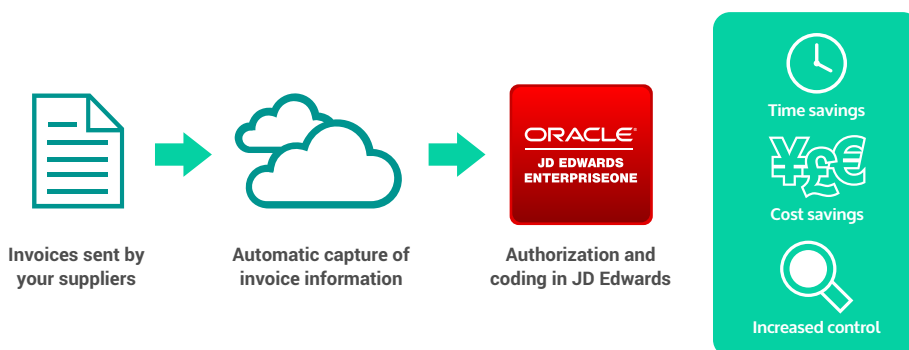 Invoices sent by
your suppliers
Automatic capture of
invoice information
ORACLE
JD EDWARDS
ENTERPRISEONE
Authorization and
coding in JD Edwards
Time savings
¥£€
Cost savings
Increased control